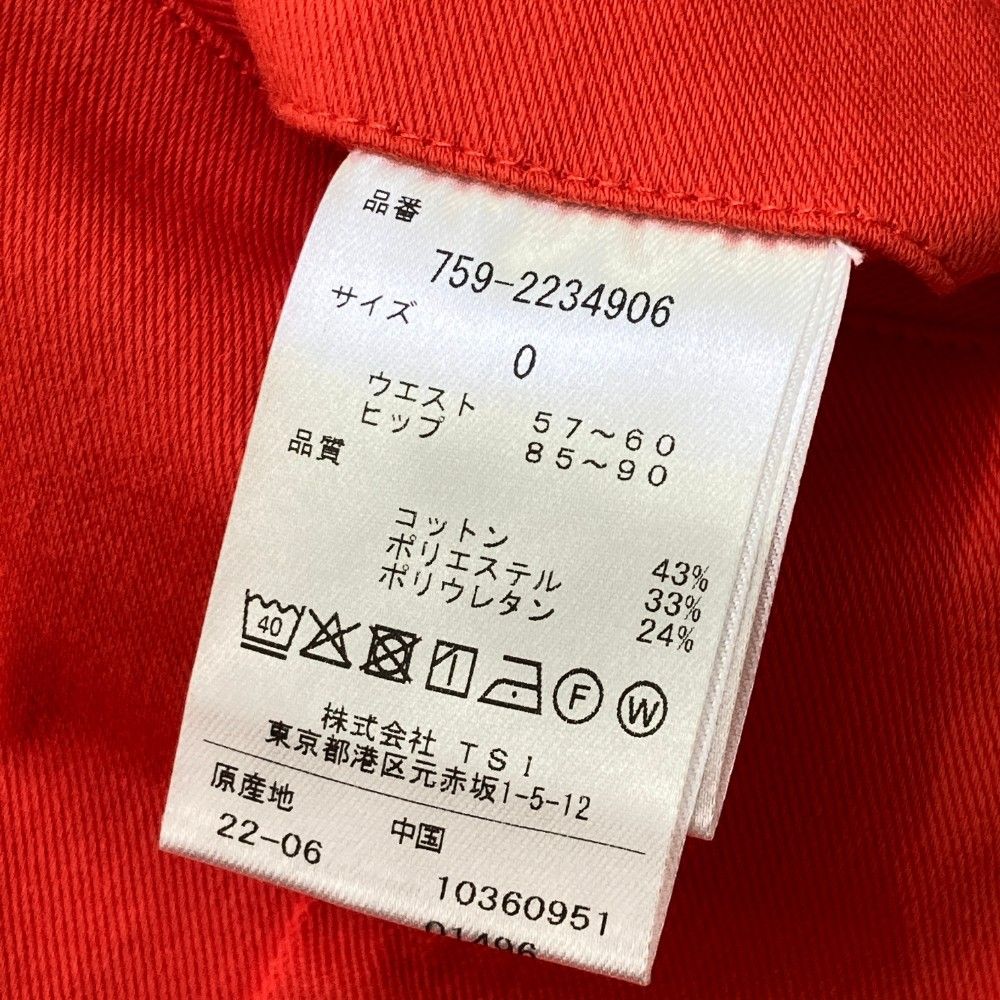 品番
759-2234906
サイズ
0
ウエスト 57～60
ヒップ 85～90
品質
コットン 43%
ポリエステル 33%
ポリウレタン 24%
40 F W
株式会社 TSI
東京都港区元赤坂1-5-12
原産地 中国
22-06 10360951
01496